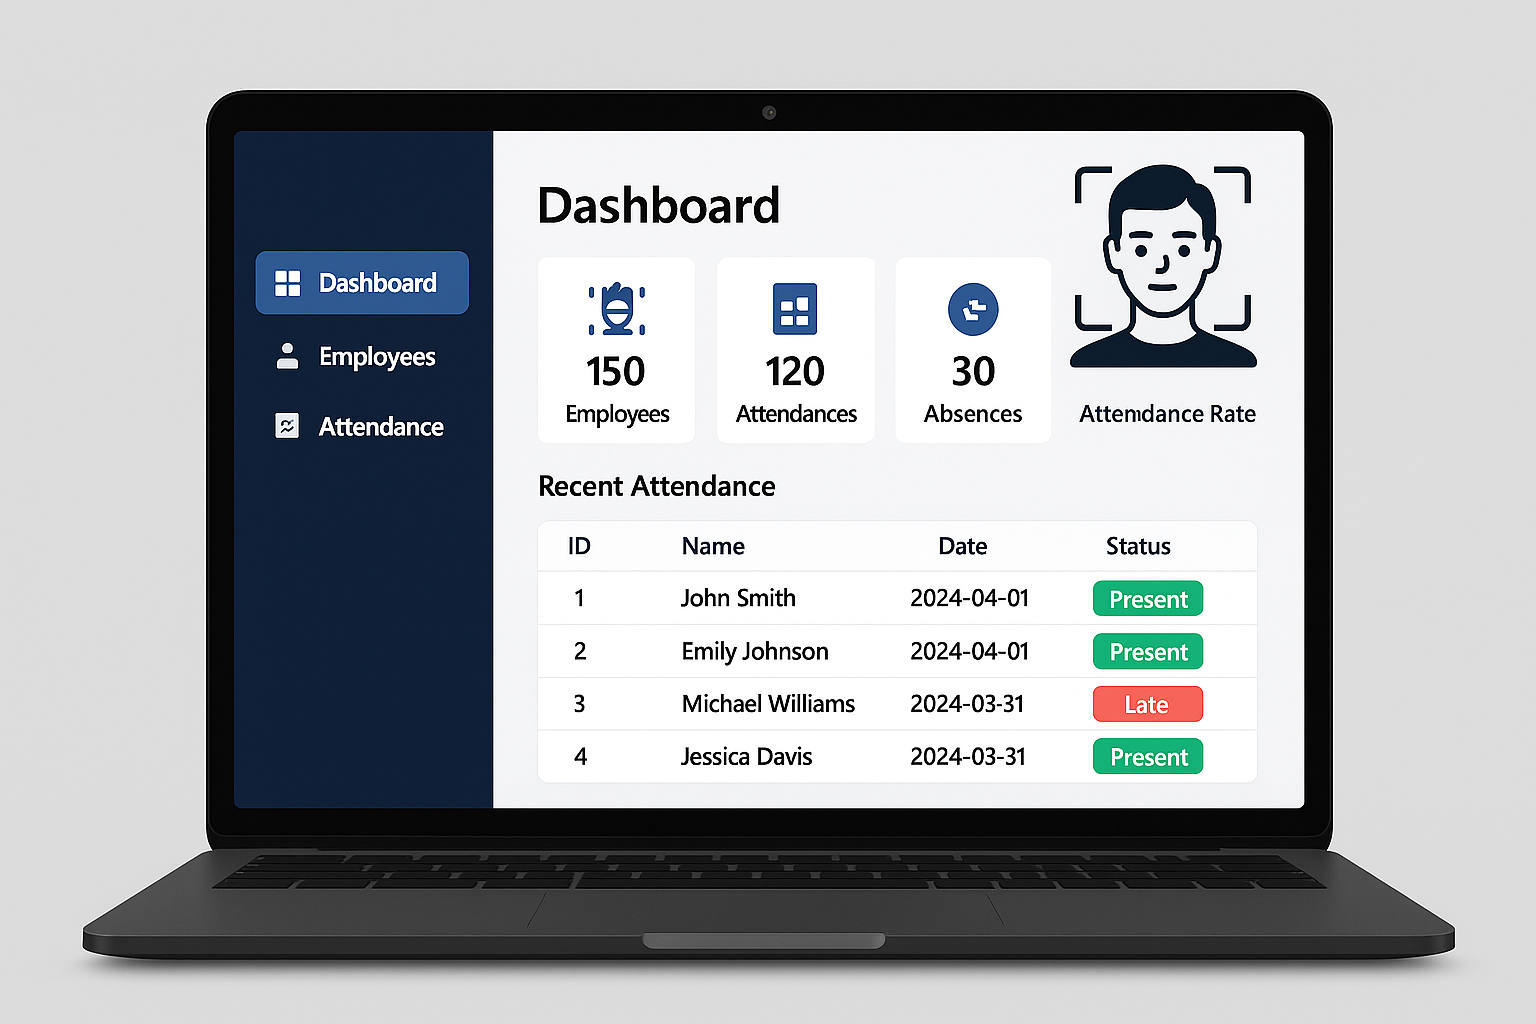 Dashboard
Employees
Attendance
Dashboard
150
Employees
120
Attendances
30
Absences
Attemdance Rate
Recent Attendance
ID Name Date Status
1 John Smith 2024-04-01 Present
2 Emily Johnson 2024-04-01 Present
3 Michael Williams 2024-03-31 Late
4 Jessica Davis 2024-03-31 Present